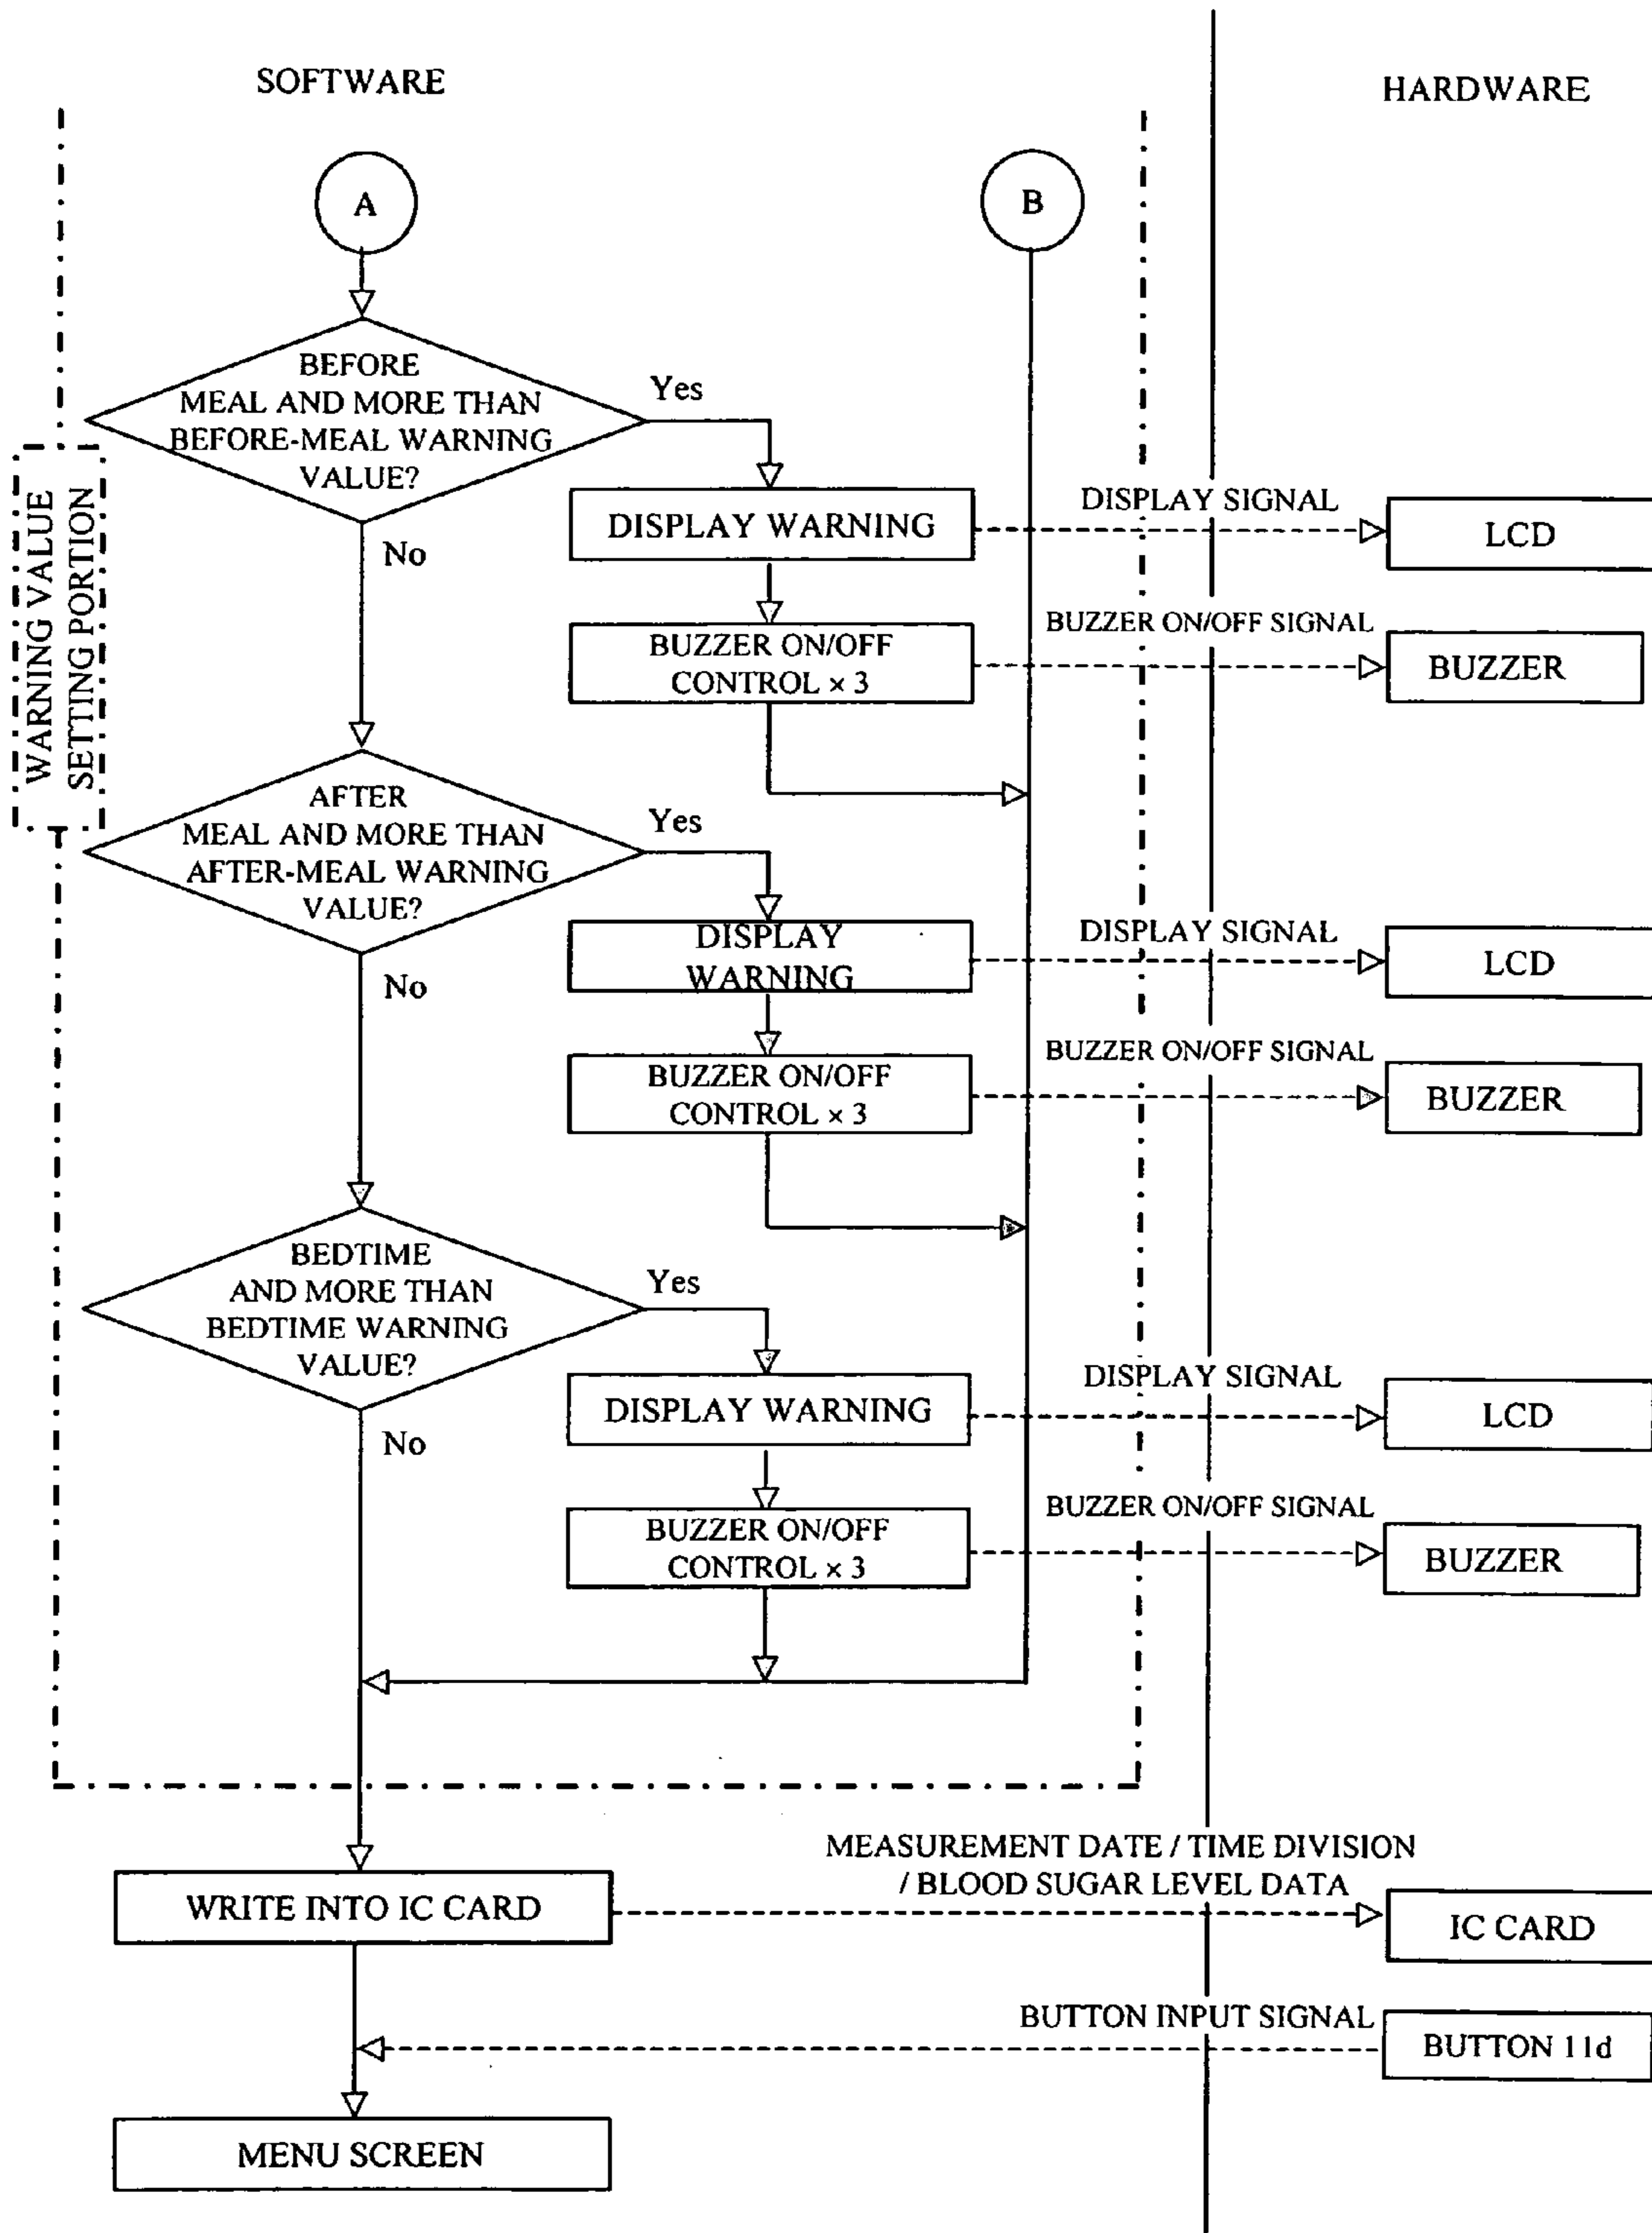 SOFTWARE
HARDWARE
A
B
BEFORE
MEAL AND MORE THAN
BEFORE-MEAL WARNING
VALUE?
Yes
No
WARNING VALUE
SETTING PORTION
DISPLAY WARNING
DISPLAY SIGNAL
LCD
BUZZER ON/OFF
CONTROL × 3
BUZZER ON/OFF SIGNAL
BUZZER
AFTER
MEAL AND MORE THAN
AFTER-MEAL WARNING
VALUE?
Yes
No
DISPLAY
WARNING
DISPLAY SIGNAL
LCD
BUZZER ON/OFF
CONTROL × 3
BUZZER ON/OFF SIGNAL
BUZZER
BEDTIME
AND MORE THAN
BEDTIME WARNING
VALUE?
Yes
No
DISPLAY WARNING
DISPLAY SIGNAL
LCD
BUZZER ON/OFF
CONTROL × 3
BUZZER ON/OFF SIGNAL
BUZZER
WRITE INTO IC CARD
MEASUREMENT DATE / TIME DIVISION
/ BLOOD SUGAR LEVEL DATA
IC CARD
BUTTON INPUT SIGNAL
BUTTON 11d
MENU SCREEN